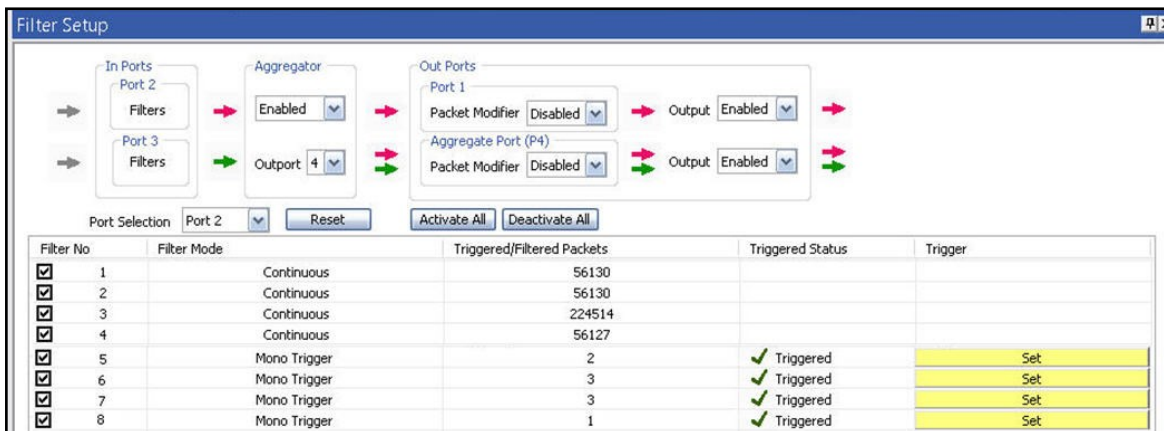 Filter Setup
In Ports
Aggregator
Out Ports
Port 2
Port 1
Filters
Enabled
Packet Modifier Disabled
Output Enabled
Port 3
Aggregate Port (P4)
Filters
Outport 4
Packet Modifier Disabled
Output Enabled
Port Selection Port 2 Reset Activate All Deactivate All
Filter No Filter Mode Triggered/Filtered Packets Triggered Status Trigger
1 Continuous 56130
2 Continuous 56130
3 Continuous 224514
4 Continuous 56127
5 Mono Trigger 2 Triggered Set
6 Mono Trigger 3 Triggered Set
7 Mono Trigger 3 Triggered Set
8 Mono Trigger 1 Triggered Set